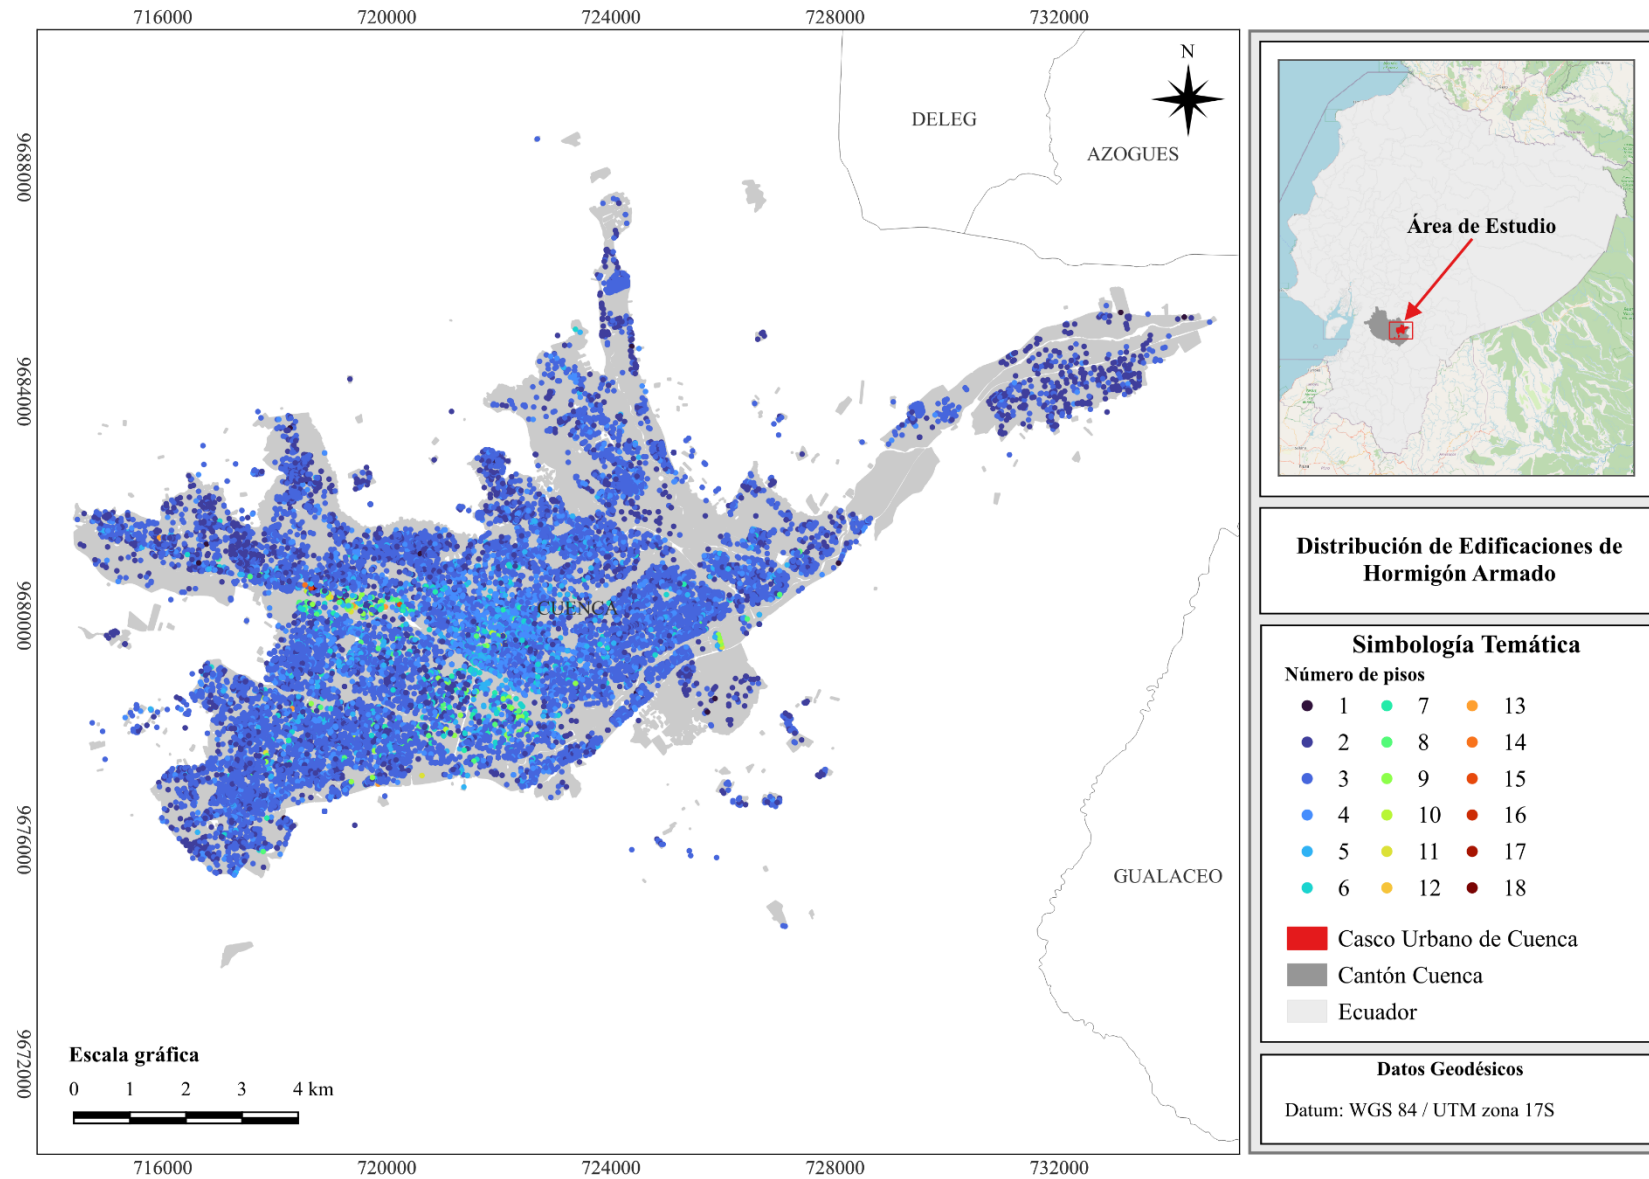 716000
720000
724000
728000
732000
N
DELEG
AZOGUES
9688000
9684000
9680000
9676000
9672000
CUENCA
GUALACEO
Escala gráfica
0 1 2 3 4 km
716000
720000
724000
728000
732000
Área de Estudio
Distribución de Edificaciones de
Hormigón Armado
Simbología Temática
Número de pisos
1 7 13
2 8 14
3 9 15
4 10 16
5 11 17
6 12 18
Casco Urbano de Cuenca
Cantón Cuenca
Ecuador
Datos Geodésicos
Datum: WGS 84 / UTM zona 17S